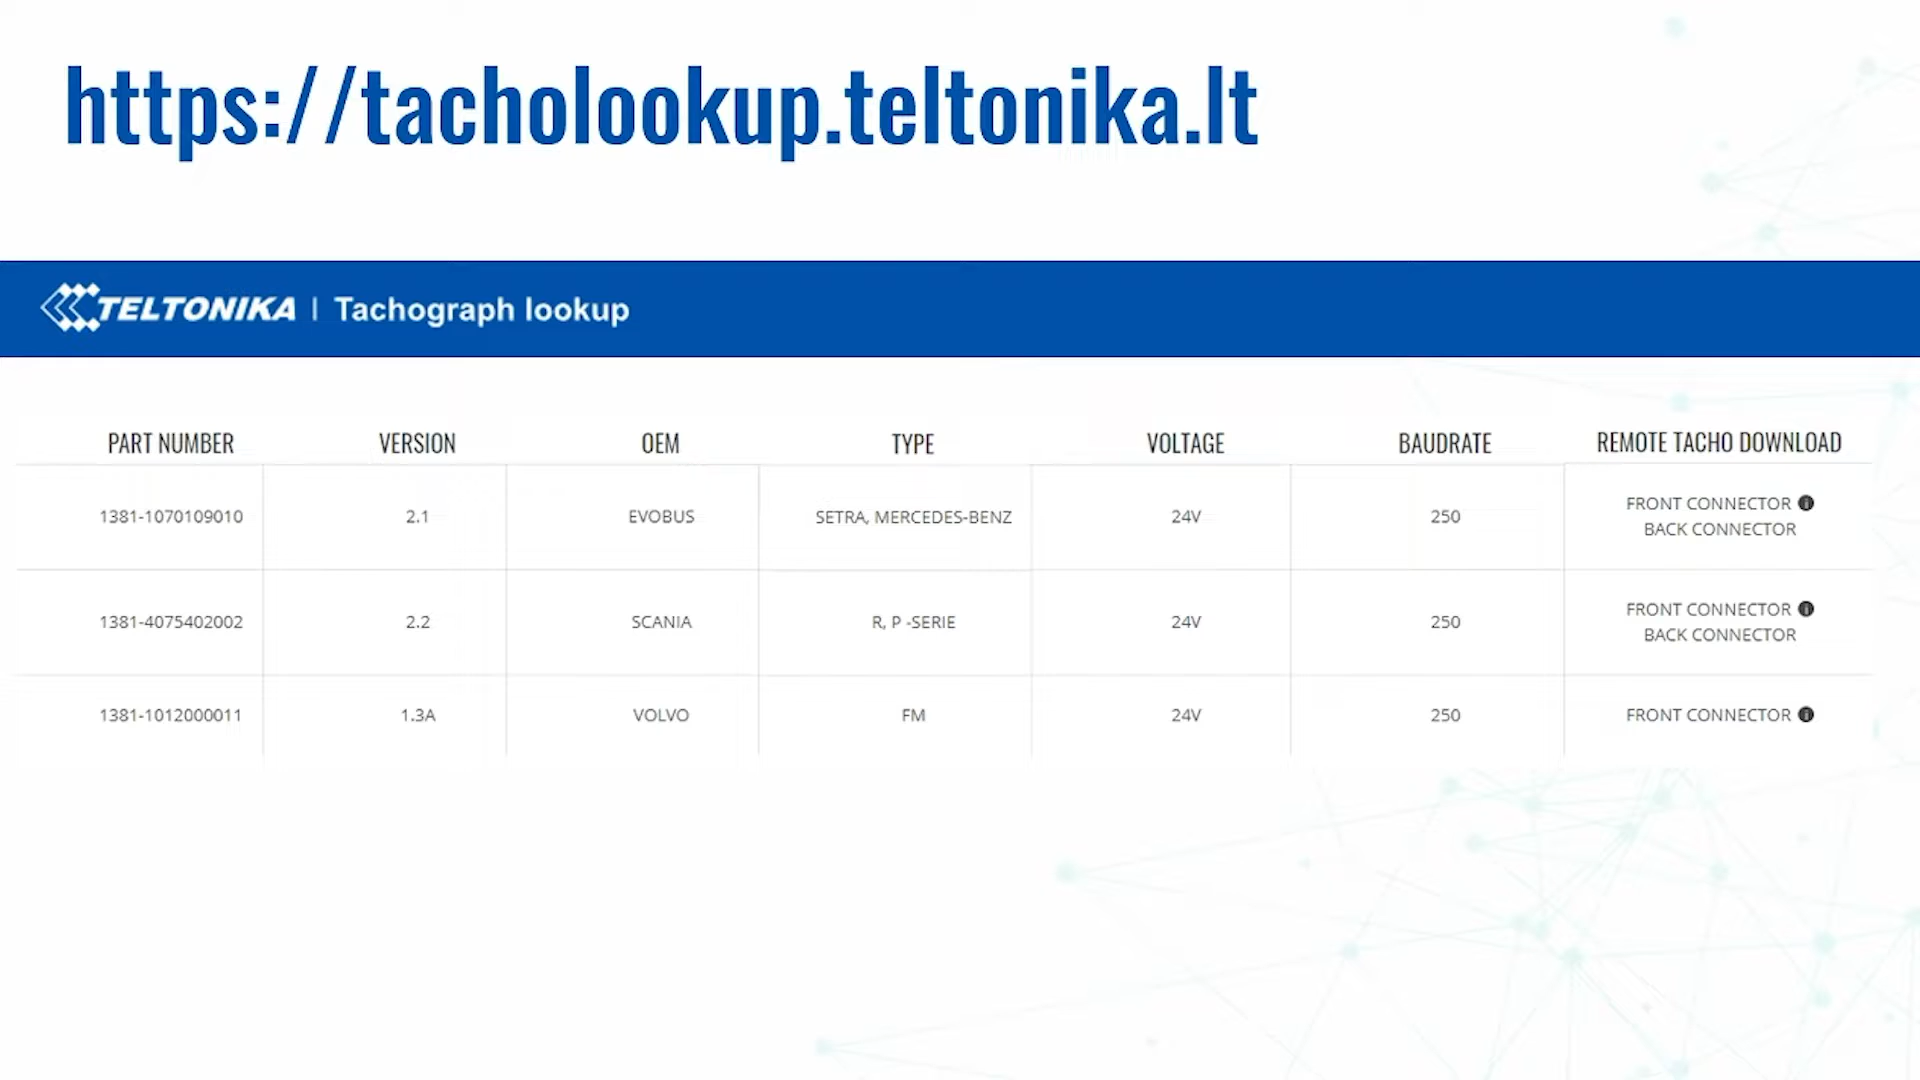 https://tacholookup.teltonika.lt
TELTONIKA | Tachograph lookup
PART NUMBER VERSION OEM TYPE VOLTAGE BAUDRATE REMOTE TACHO DOWNLOAD
1381-1070109010 2.1 EVOBUS SETRA, MERCEDES-BENZ 24V 250 FRONT CONNECTOR
BACK CONNECTOR
1381-4075402002 2.2 SCANIA R, P -SERIE 24V 250 FRONT CONNECTOR
BACK CONNECTOR
1381-1012000011 1.3A VOLVO FM 24V 250 FRONT CONNECTOR